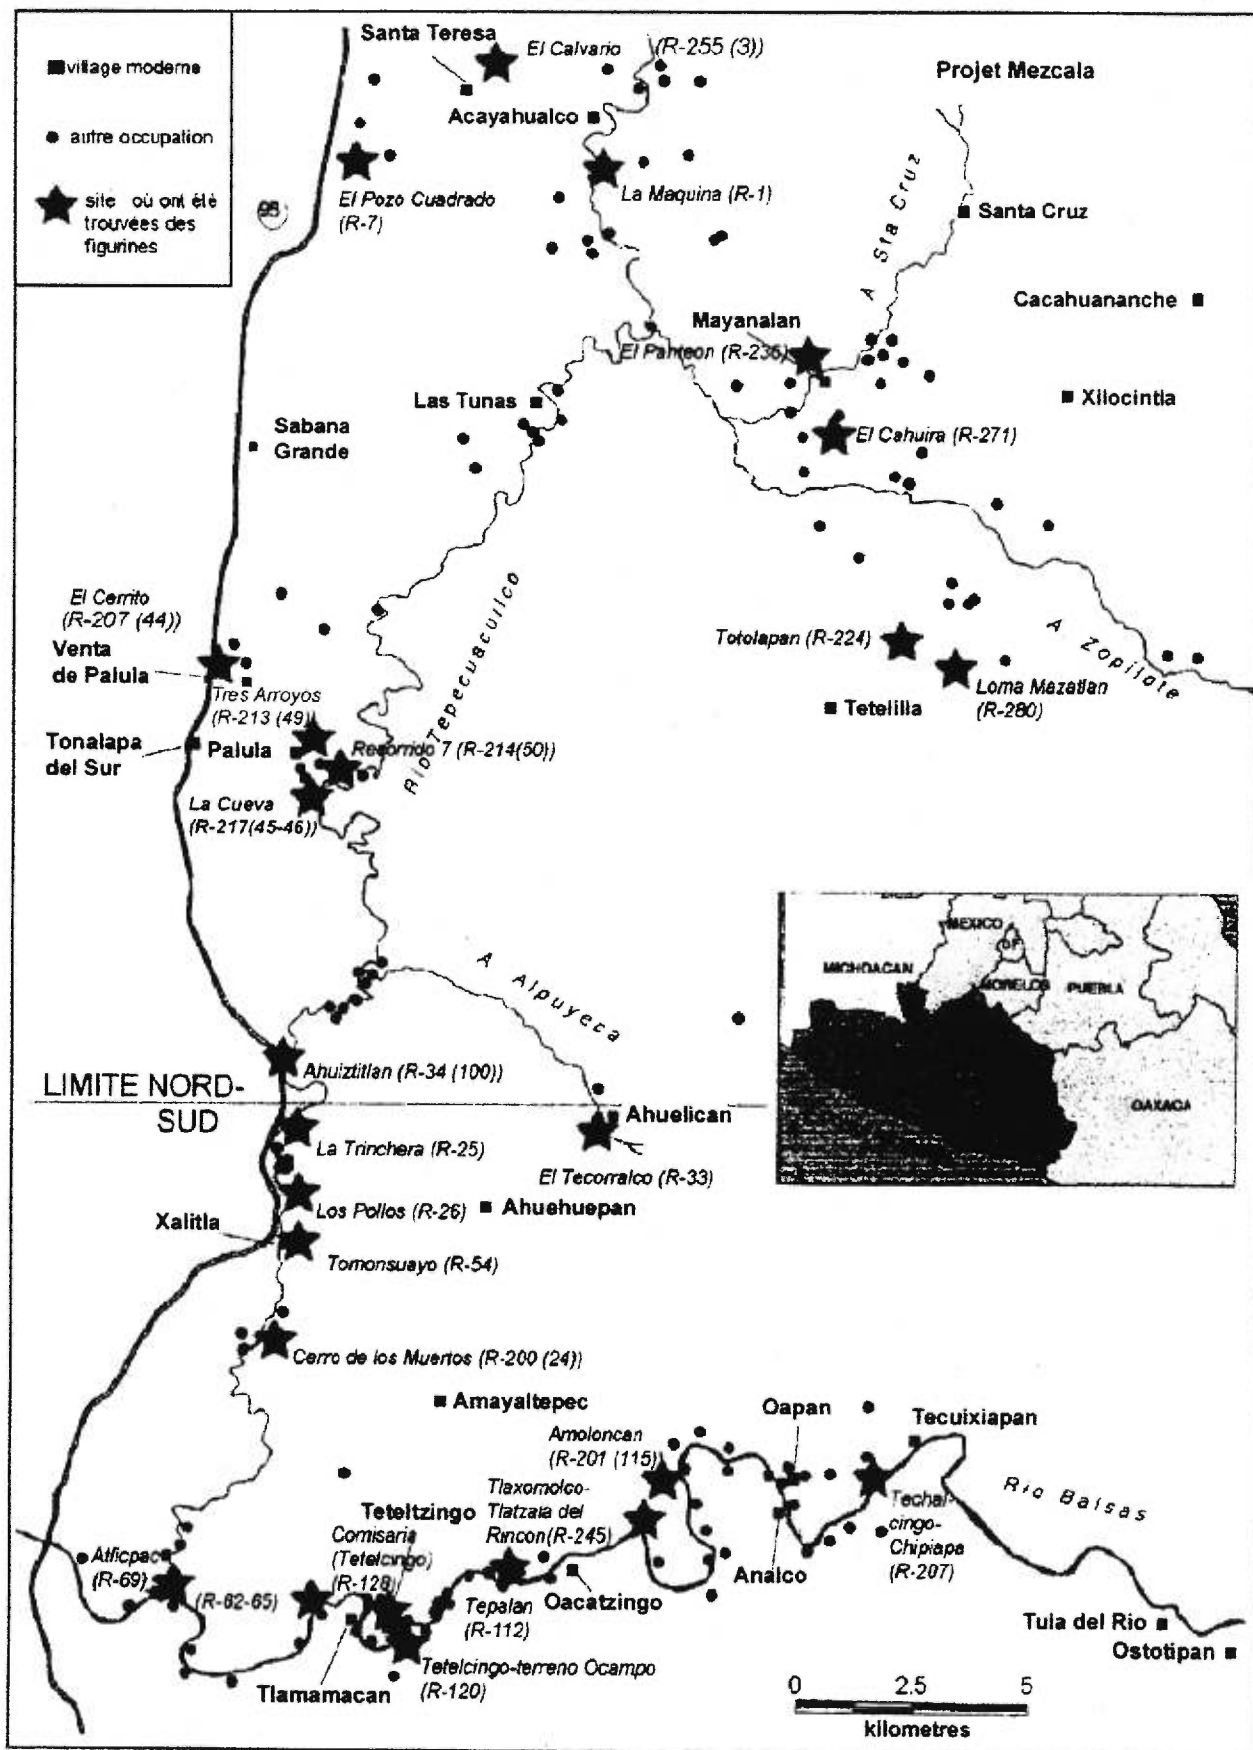 village moderne
autre occupation
site où ont été
trouvées des
figurines
Projet Mezcala
Santa Teresa
El Calvario
(R-255 (3))
Acayahualco
El Pozo Cuadrado
(R-7)
La Maquina (R-1)
95
A Sta Cruz
Santa Cruz
Cacahuananche
Mayanalan
El Panteon (R-236)
Las Tunas
Xilocintla
Sabana
Grande
El Cahuira (R-271)
El Cerrito
(R-207 (44))
Venta
de Palula
Rio Tepecuacuilco
Totolapan (R-224)
A Zopilate
Tres Arroyos
(R-213 (49)
Loma Mazatlan
(R-280)
Tetelilla
Tonalapa
del Sur
Palula
Recorrido 7 (R-214(50))
La Cueva
(R-217(45-46))
MEXICO
D F
MICHOACAN
MORELOS
PUEBLA
OAXACA
A Alpuyeca
Ahuiztitlan (R-34 (100))
LIMITE NORD-
SUD
Ahuelican
La Trinchera (R-25)
El Tecorralco (R-33)
Los Pollos (R-26)
Ahuehuepan
Xalitla
Tomonsuayo (R-54)
Cerro de los Muertos (R-200 (24))
Amayaltepec
Oapan
Tecuixiapan
Amoloncan
(R-201 (115)
Tlaxomolco-
Tlatzala del
Rincon(R-245)
Rio Balsas
Teteltzingo
Comisaria
(Tetelcingo)
(R-128)
Techal-
cingo-
Chipiapa
(R-207)
Atlicpac
(R-69)
(R-62-65)
Analco
Oacatzingo
Tepalan
(R-112)
Tula del Rio
Ostotipan
Tetelcingo-terreno Ocampo
(R-120)
Tlamamacan
0 2.5 5
kilometres